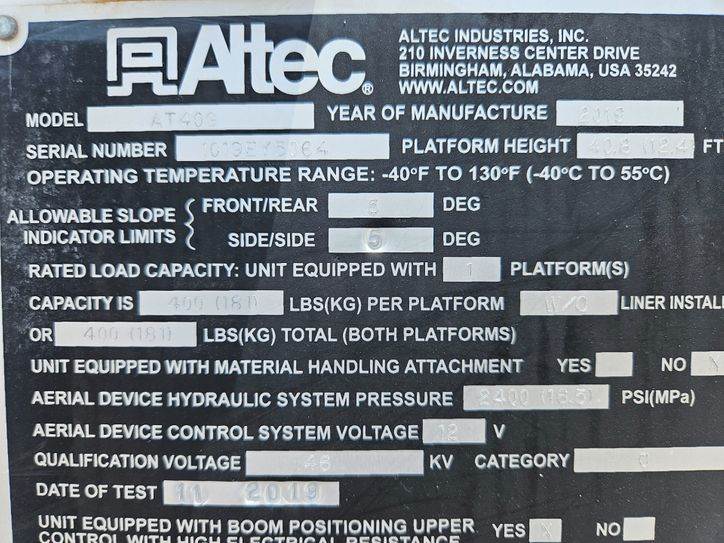 Altec®
ALTEC INDUSTRIES, INC.
210 INVERNESS CENTER DRIVE
BIRMINGHAM, ALABAMA, USA 35242
WWW.ALTEC.COM
MODEL AT40G YEAR OF MANUFACTURE 2019
SERIAL NUMBER PLATFORM HEIGHT 40.8 (12.4) FT
OPERATING TEMPERATURE RANGE: -40°F TO 130°F (-40°C TO 55°C)
ALLOWABLE SLOPE INDICATOR LIMITS
FRONT/REAR 5 DEG
SIDE/SIDE 5 DEG
RATED LOAD CAPACITY: UNIT EQUIPPED WITH 1 PLATFORM(S)
CAPACITY IS 400 (181) LBS(KG) PER PLATFORM W/O LINER INSTAL
OR 400 (181) LBS(KG) TOTAL (BOTH PLATFORMS)
UNIT EQUIPPED WITH MATERIAL HANDLING ATTACHMENT YES NO X
AERIAL DEVICE HYDRAULIC SYSTEM PRESSURE 2400 (16.5) PSI(MPa)
AERIAL DEVICE CONTROL SYSTEM VOLTAGE 12 V
QUALIFICATION VOLTAGE 46 KV CATEGORY C
DATE OF TEST 11 2019
UNIT EQUIPPED WITH BOOM POSITIONING UPPER YES X NO
CONTROL WITH HIGH ELECTRICAL RESISTANCE